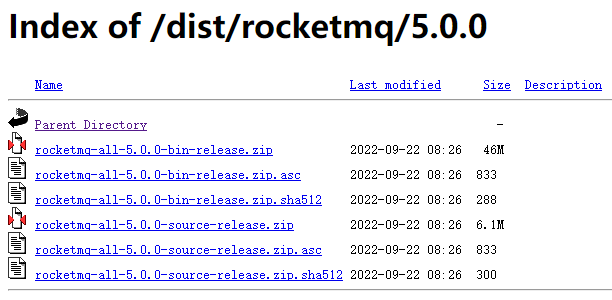 Index of /dist/rocketmq/5.0.0
Name Last modified Size Description
Parent Directory -
rocketmq-all-5.0.0-bin-release.zip 2022-09-22 08:26 46M
rocketmq-all-5.0.0-bin-release.zip.asc 2022-09-22 08:26 833
rocketmq-all-5.0.0-bin-release.zip.sha512 2022-09-22 08:26 288
rocketmq-all-5.0.0-source-release.zip 2022-09-22 08:26 6.1M
rocketmq-all-5.0.0-source-release.zip.asc 2022-09-22 08:26 833
rocketmq-all-5.0.0-source-release.zip.sha512 2022-09-22 08:26 300